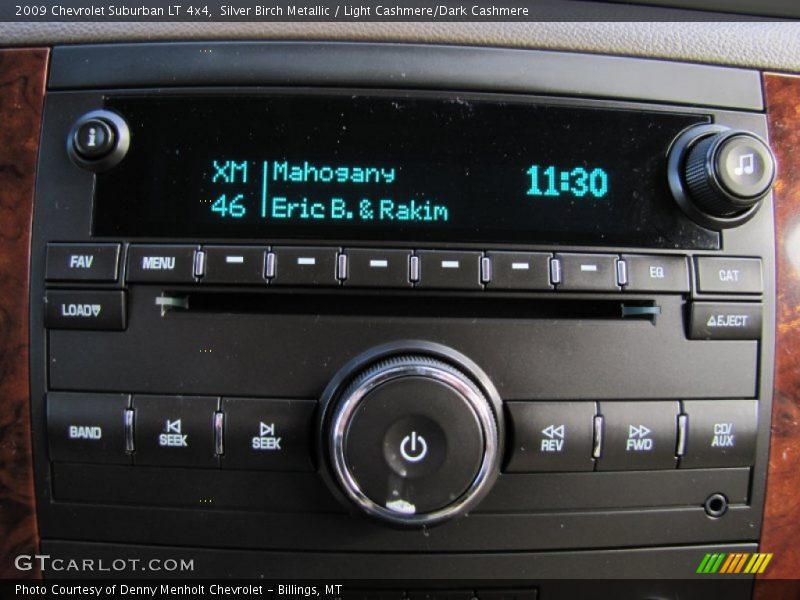 2009 Chevrolet Suburban LT 4x4,  Silver Birch Metallic / Light Cashmere/Dark Cashmere
i
XM Mahogany
11:30
46 Eric B. & Rakim
FAV
MENU
EQ
CAT
LOAD
EJECT
BAND
SEEK
SEEK
REV
FWD
CD/
AUX
GTCARLOT.COM
Photo Courtesy of Denny Menholt Chevrolet - Billings, MT